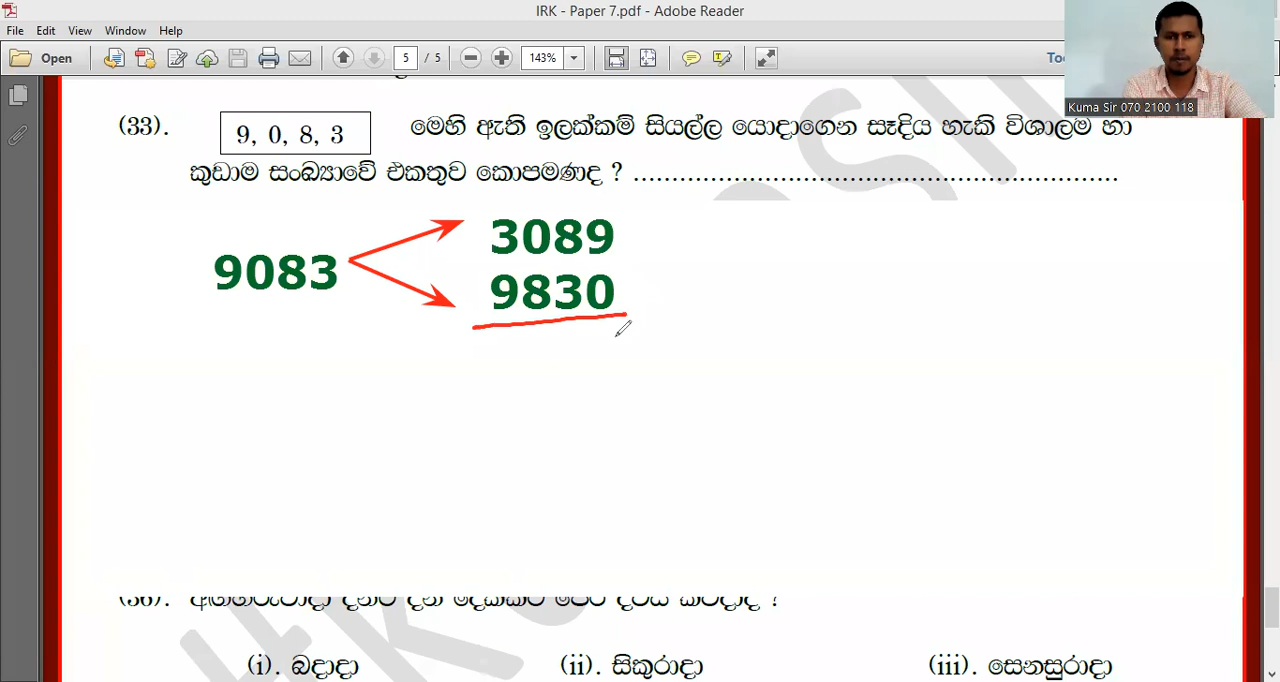 IRK - Paper 7.pdf - Adobe Reader
File Edit View Window Help
Open 5 / 5 143%
Kuma Sir 070 2100 118
(33). 9, 0, 8, 3 මෙහි ඇති ඉලක්කම් සියල්ල යොදාගෙන සෑදිය හැකි විශාලම හා
කුඩාම සංඛ්‍යාවේ එකතුව කොපමණද ? ............................................................
3089
9083
9830
(36).
(i). බදාදා (ii). සිකුරාදා (iii). සෙනසුරාදා